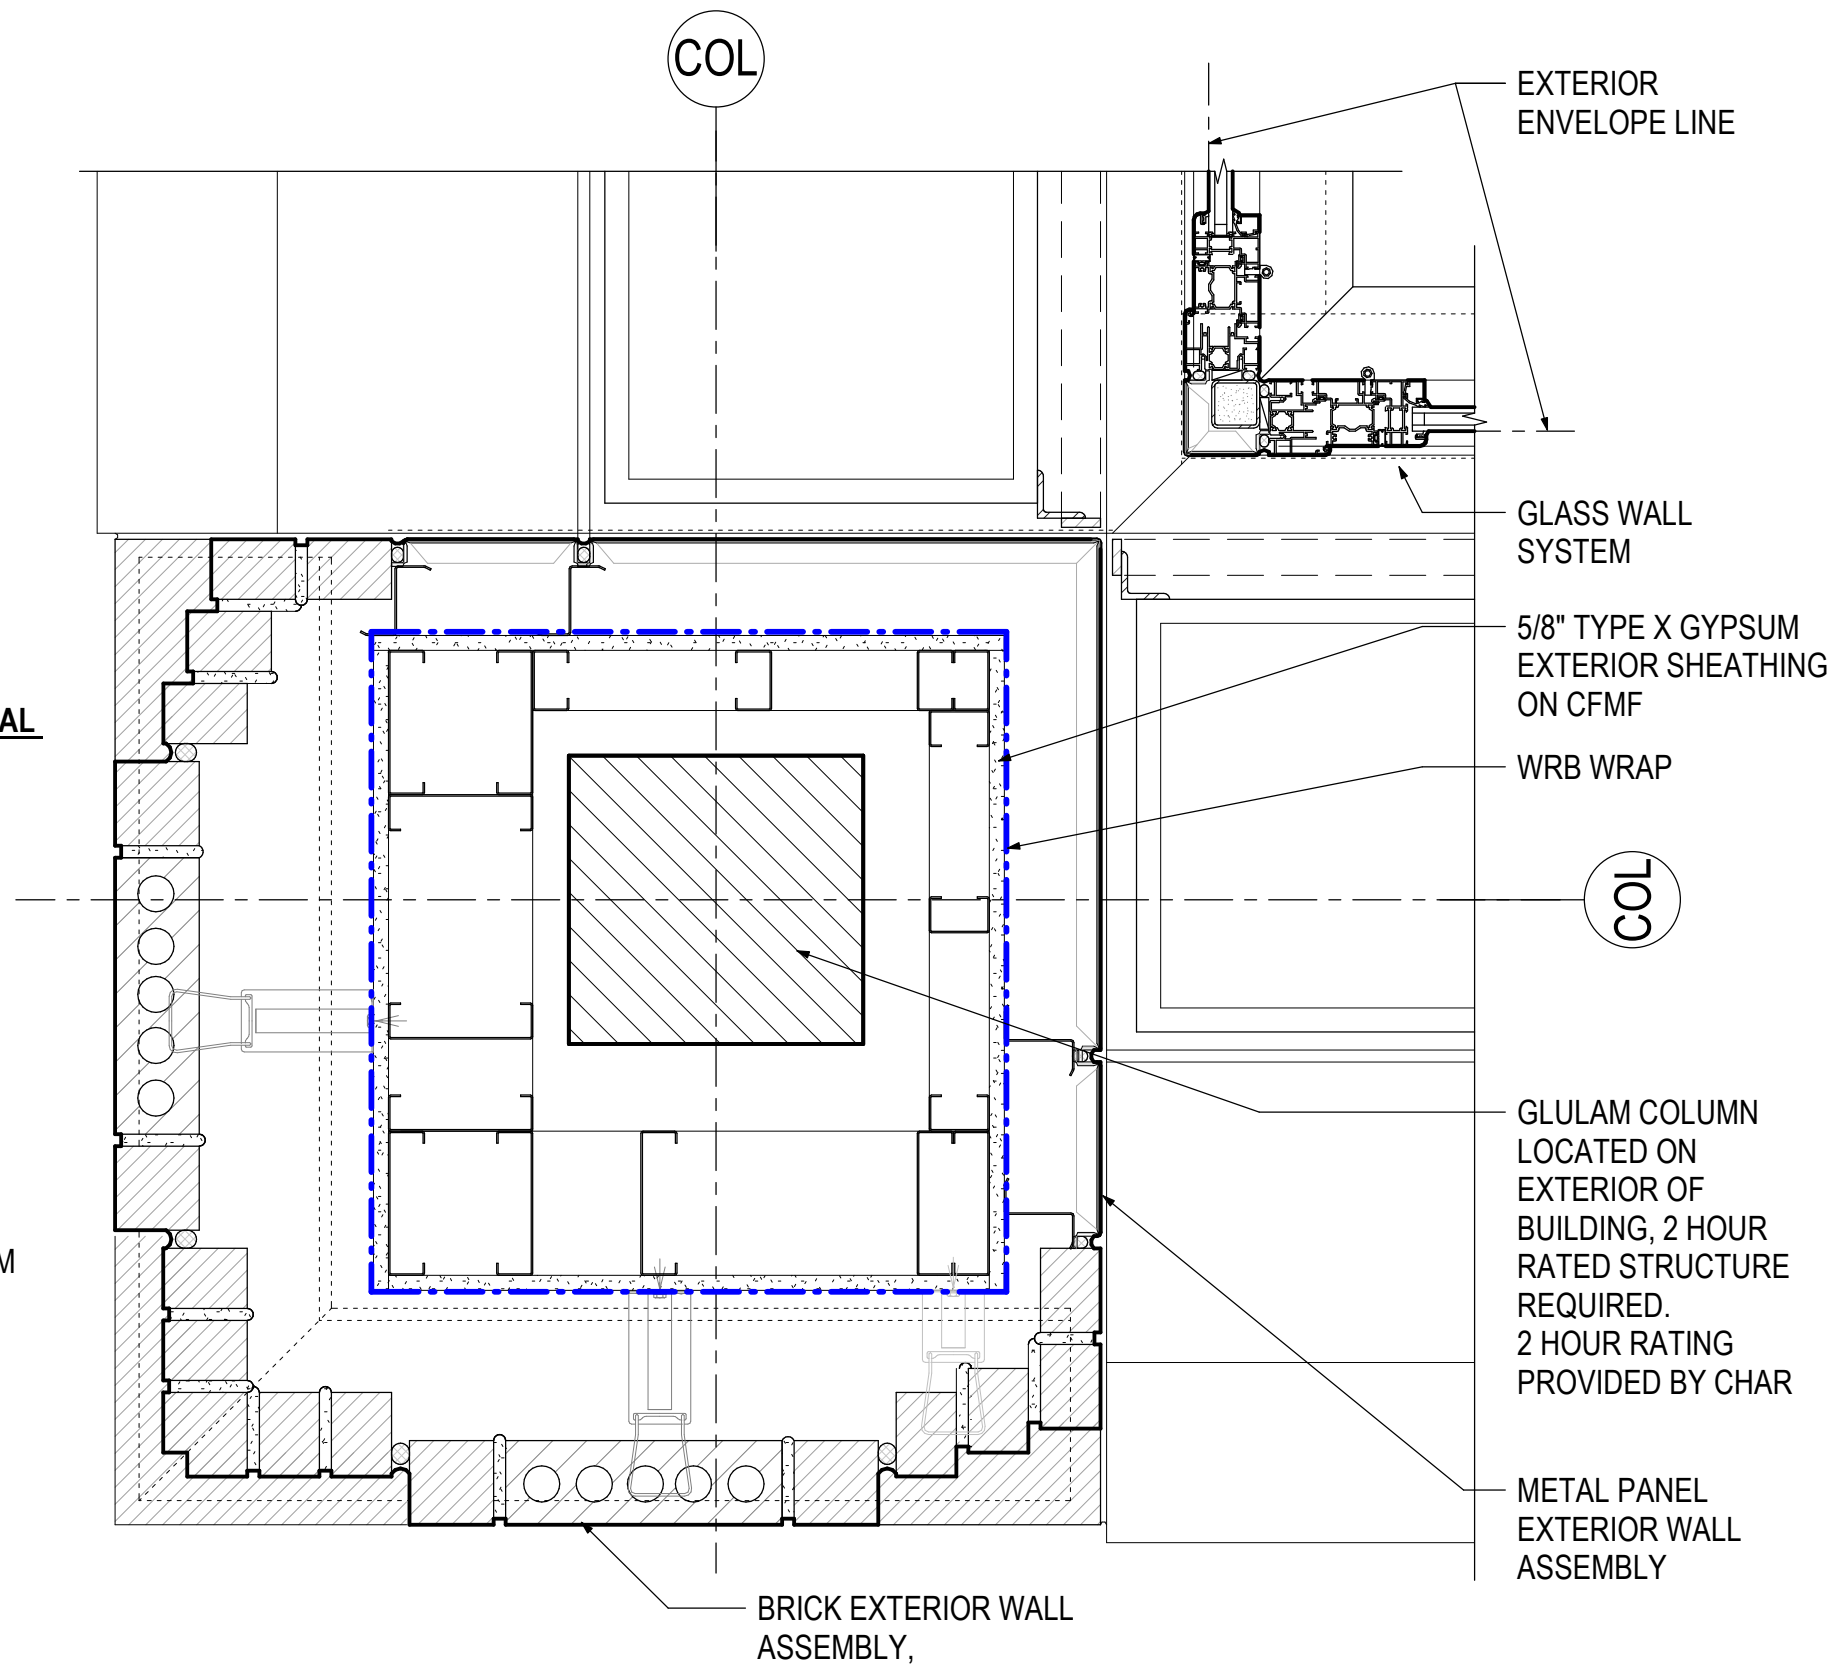 COL
EXTERIOR
ENVELOPE LINE
GLASS WALL
SYSTEM
5/8" TYPE X GYPSUM
EXTERIOR SHEATHING
ON CFMF
AL
WRB WRAP
COL
GLULAM COLUMN
LOCATED ON
EXTERIOR OF
BUILDING, 2 HOUR
RATED STRUCTURE
REQUIRED.
2 HOUR RATING
PROVIDED BY CHAR
M
METAL PANEL
EXTERIOR WALL
ASSEMBLY
BRICK EXTERIOR WALL
ASSEMBLY,